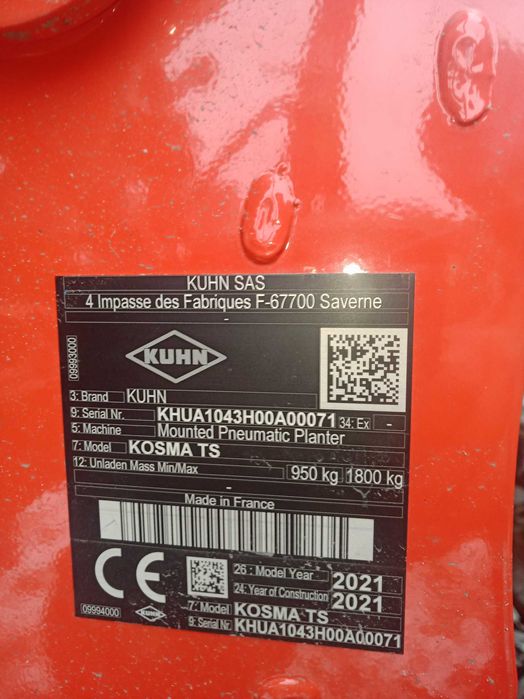 KUHN SAS
4 Impasse des Fabriques F-67700 Saverne
-
09993000
KUHN
3: Brand KUHN
9: Serial Nr. KHUA1043H00A00071 34: Ex -
5: Machine Mounted Pneumatic Planter
7: Model KOSMA TS
12: Unladen Mass Min/Max 950 kg 1800 kg
-
Made in France
CE
26 : Model Year 2021
24: Year of Construction 2021
09994000 KUHN 7: Model KOSMA TS
9: Serial Nr. KHUA1043H00A00071